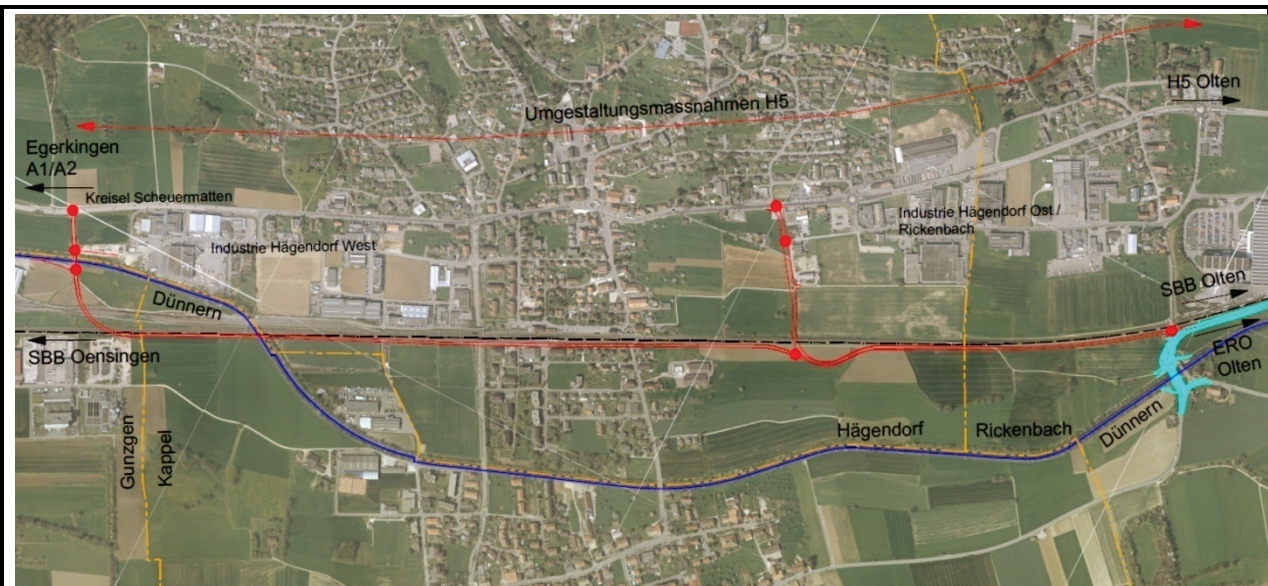 H5 Olten
Umgestaltungsmassnahmen H5
Egerkingen
A1/A2
Kreisel Scheuermatten
Industrie Hägendorf Ost /
Rickenbach
Industrie Hägendorf West
SBB Olten
Dünnern
SBB Oensingen
ERO
Olten
Gunzgen
Kappel
Hägendorf
Rickenbach
Dünnern